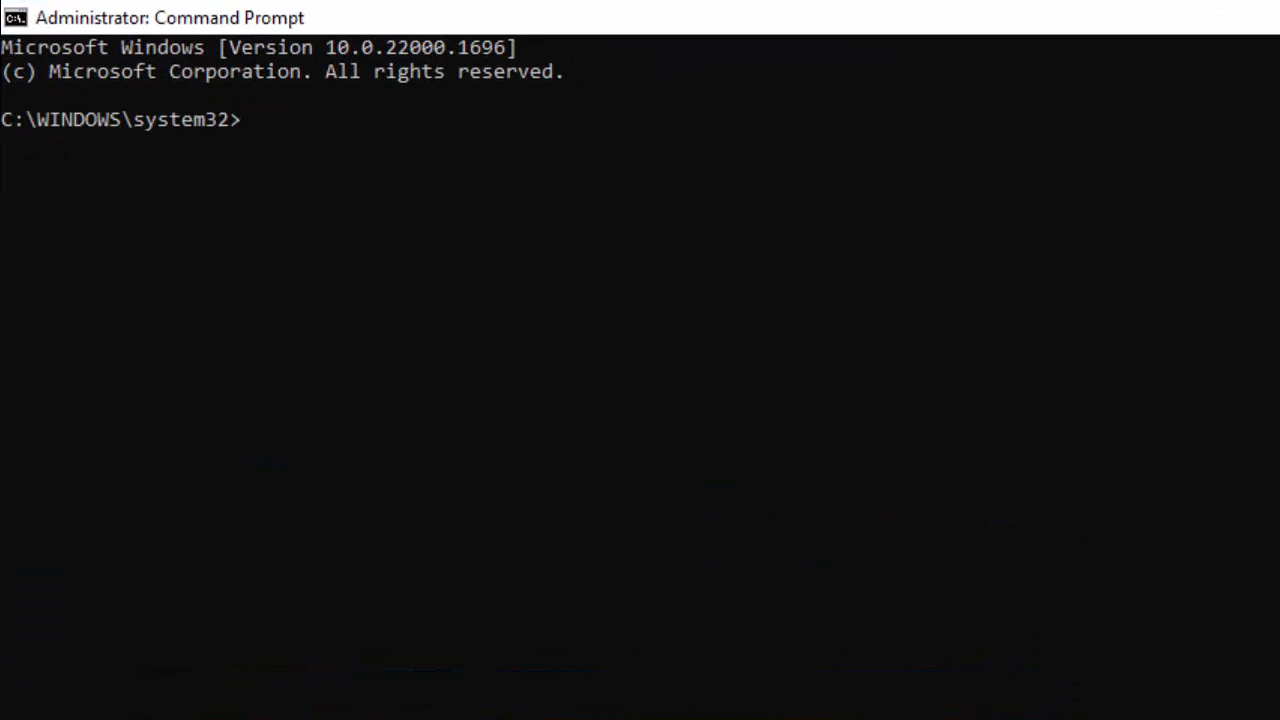 Administrator: Command Prompt
Microsoft Windows [Version 10.0.22000.1696]
(c) Microsoft Corporation. All rights reserved.
C:\WINDOWS\system32>